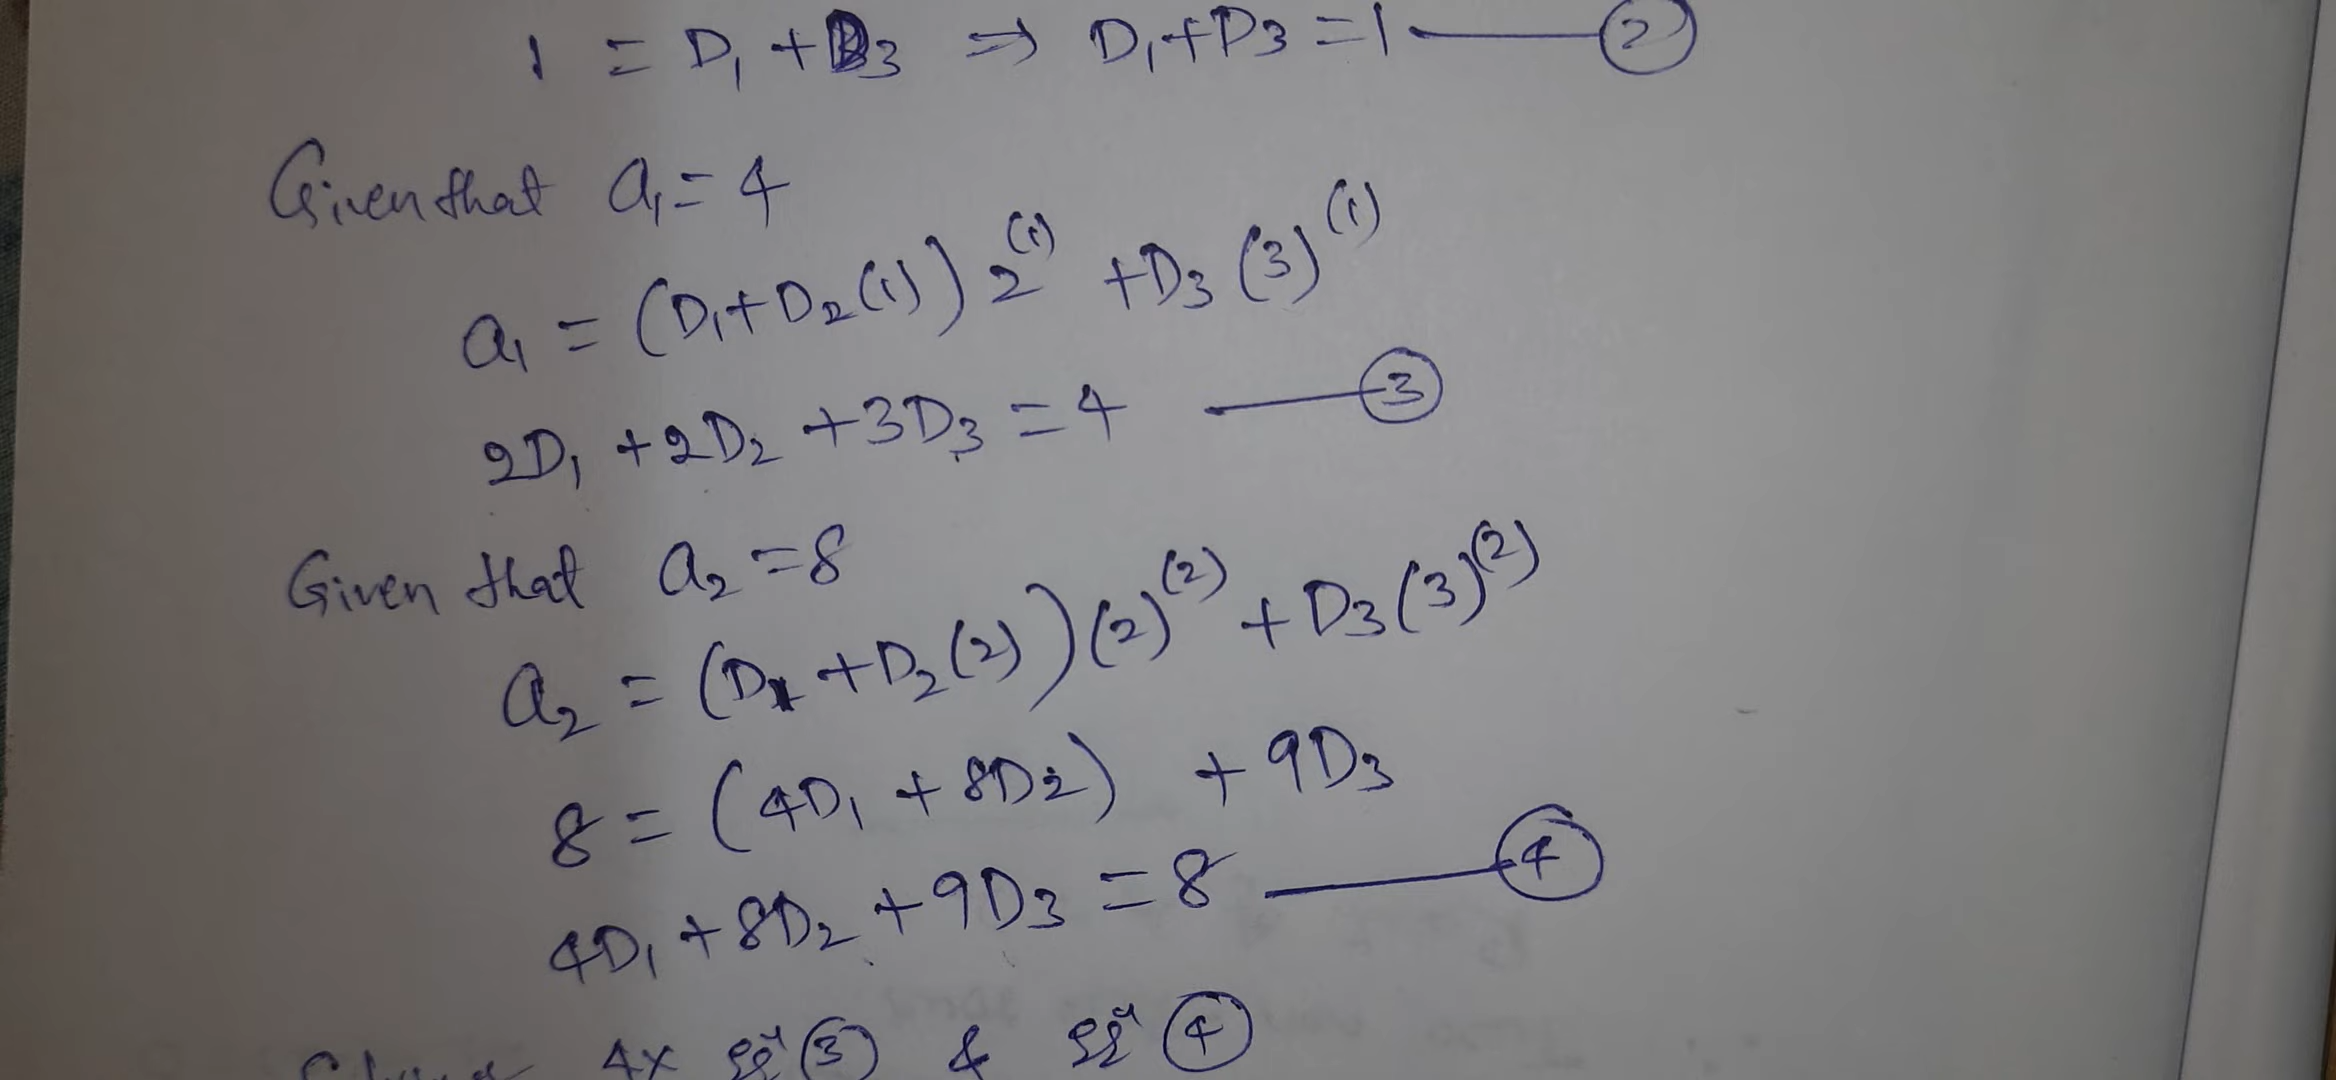 1 = D₁ + D₃ ⇒ D₁ + D₃ = 1 — ②
Given that a₁ = 4
a₁ = (D₁ + D₂(1)) 2⁽¹⁾ + D₃ (3)⁽¹⁾
2D₁ + 2D₂ + 3D₃ = 4 — ③
Given that a₂ = 8
a₂ = (D₁ + D₂(2)) (2)⁽²⁾ + D₃(3)⁽²⁾
8 = (4D₁ + 8D₂) + 9D₃
4D₁ + 8D₂ + 9D₃ = 8 — ④
4× ③ & ④